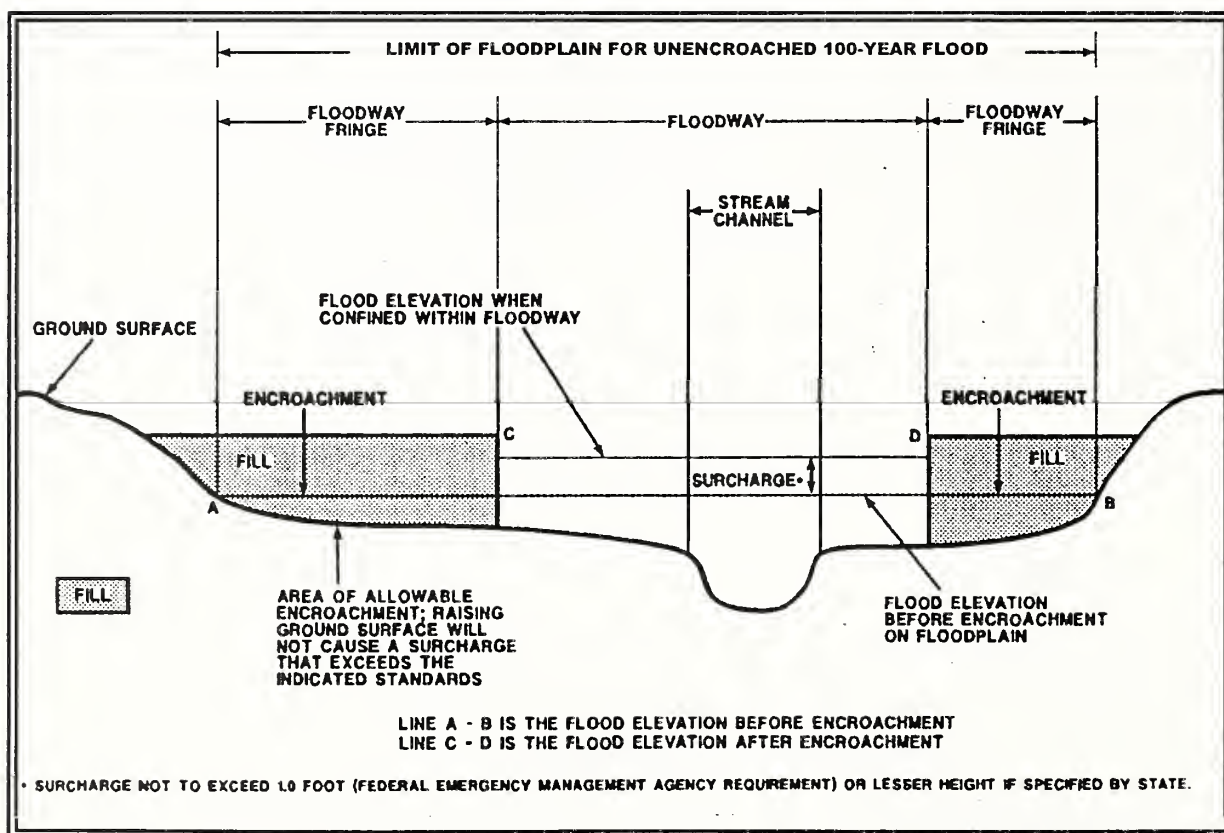 LIMIT OF FLOODPLAIN FOR UNENCROACHED 100-YEAR FLOOD
FLOODWAY
FRINGE
FLOODWAY
FLOODWAY
FRINGE
STREAM
CHANNEL
FLOOD ELEVATION WHEN
CONFINED WITHIN FLOODWAY
GROUND SURFACE
ENCROACHMENT
ENCROACHMENT
C
D
FILL
FILL
SURCHARGE•
A
B
FILL
AREA OF ALLOWABLE
ENCROACHMENT; RAISING
GROUND SURFACE WILL
NOT CAUSE A SURCHARGE
THAT EXCEEDS THE
INDICATED STANDARDS
FLOOD ELEVATION
BEFORE ENCROACHMENT
ON FLOODPLAIN
LINE A - B IS THE FLOOD ELEVATION BEFORE ENCROACHMENT
LINE C - D IS THE FLOOD ELEVATION AFTER ENCROACHMENT
• SURCHARGE NOT TO EXCEED 1.0 FOOT (FEDERAL EMERGENCY MANAGEMENT AGENCY REQUIREMENT) OR LESSER HEIGHT IF SPECIFIED BY STATE.